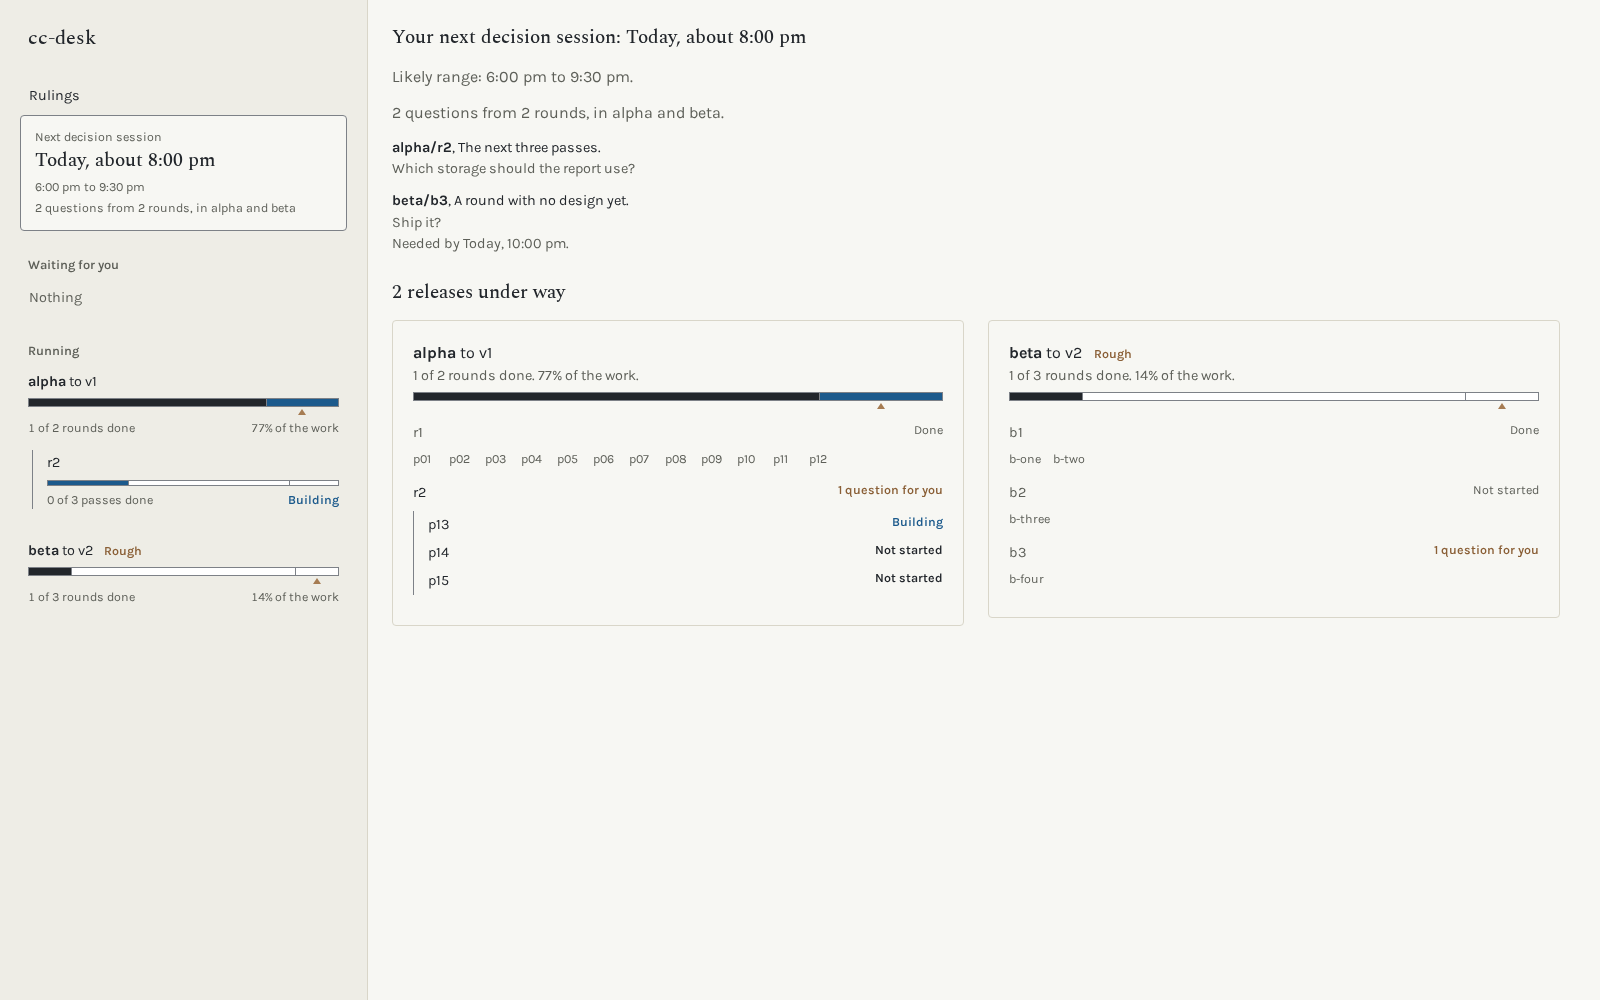 cc-desk
Rulings
Next decision session
Today, about 8:00 pm
6:00 pm to 9:30 pm
2 questions from 2 rounds, in alpha and beta
Waiting for you
Nothing
Running
alpha to v1
1 of 2 rounds done 77% of the work
r2
0 of 3 passes done Building
beta to v2 Rough
1 of 3 rounds done 14% of the work
Your next decision session: Today, about 8:00 pm
Likely range: 6:00 pm to 9:30 pm.
2 questions from 2 rounds, in alpha and beta.
alpha/r2, The next three passes.
Which storage should the report use?
beta/b3, A round with no design yet.
Ship it?
Needed by Today, 10:00 pm.
2 releases under way
alpha to v1
1 of 2 rounds done. 77% of the work.
r1 Done
p01 p02 p03 p04 p05 p06 p07 p08 p09 p10 p11 p12
r2 1 question for you
p13 Building
p14 Not started
p15 Not started
beta to v2 Rough
1 of 3 rounds done. 14% of the work.
b1 Done
b-one b-two
b2 Not started
b-three
b3 1 question for you
b-four